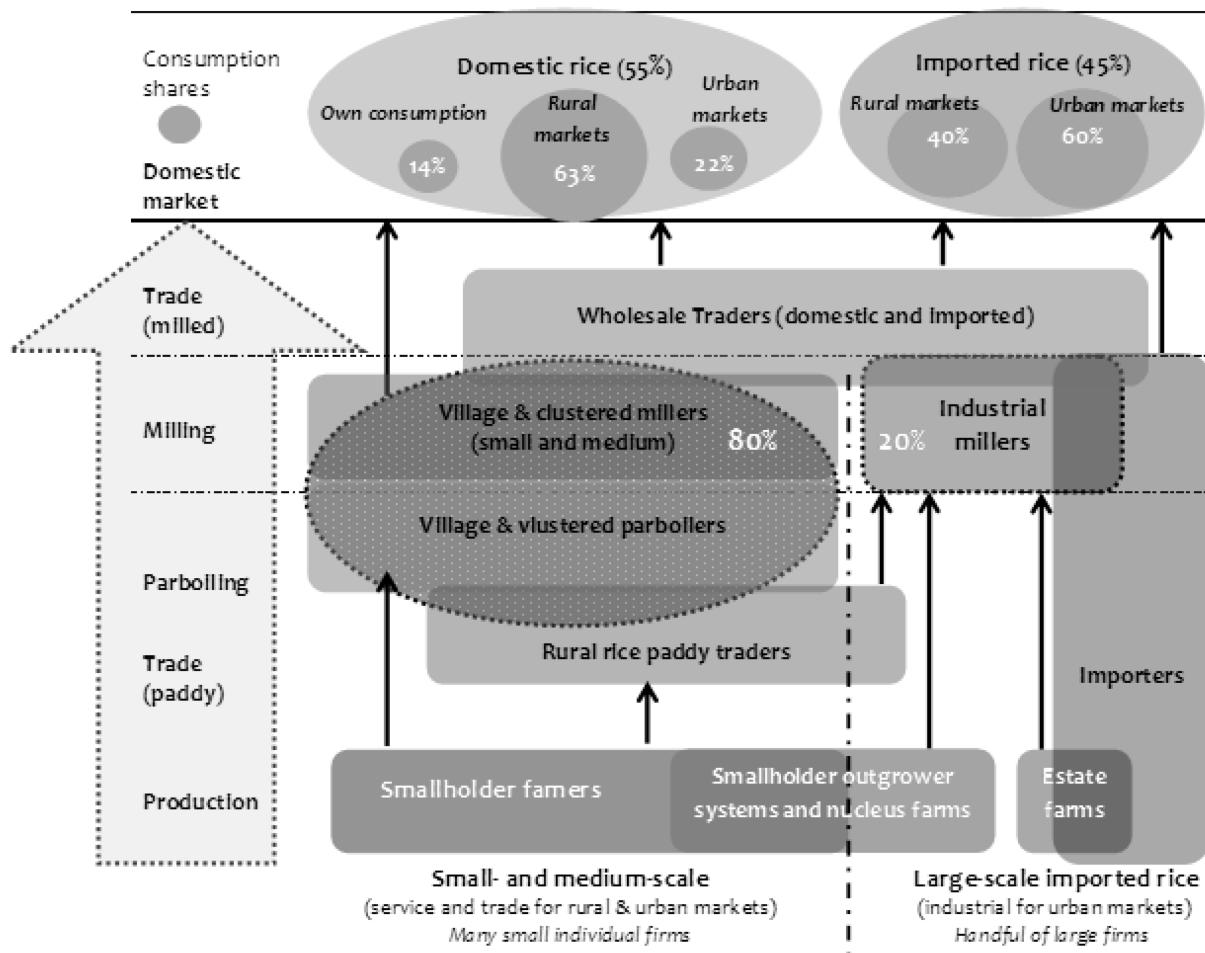 Consumption
shares
Domestic
market
Domestic rice (55%)
Own consumption
14%
Rural
markets
63%
Urban
markets
22%
Imported rice (45%)
Rural markets
40%
Urban markets
60%
Trade
(milled)
Wholesale Traders (domestic and imported)
Milling
Village & clustered millers
(small and medium)
80%
20%
Industrial
millers
Village & vlustered parboilers
Parboiling
Trade
(paddy)
Rural rice paddy traders
Importers
Production
Smallholder famers
Smallholder outgrower
systems and nucleus farms
Estate
farms
Small- and medium-scale
(service and trade for rural & urban markets)
Many small individual firms
Large-scale imported rice
(industrial for urban markets)
Handful of large firms